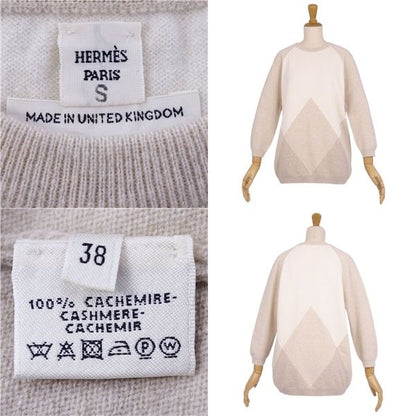 HERMÈS
PARIS
S
MADE IN UNITED KINGDOM
38
100% CACHEMIRE-
CASHMERE-
CACHEMIR
A P W